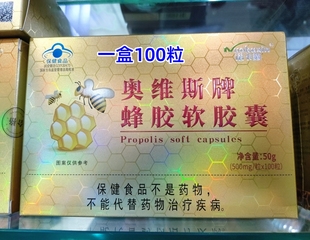 一盒100粒
保健食品
奥维斯牌
蜂胶软胶囊
Propolis soft capsules
图案仅供参考
净含量:50g
(500mg/粒×100粒)
保健食品不是药物,
不能代替药物治疗疾病。